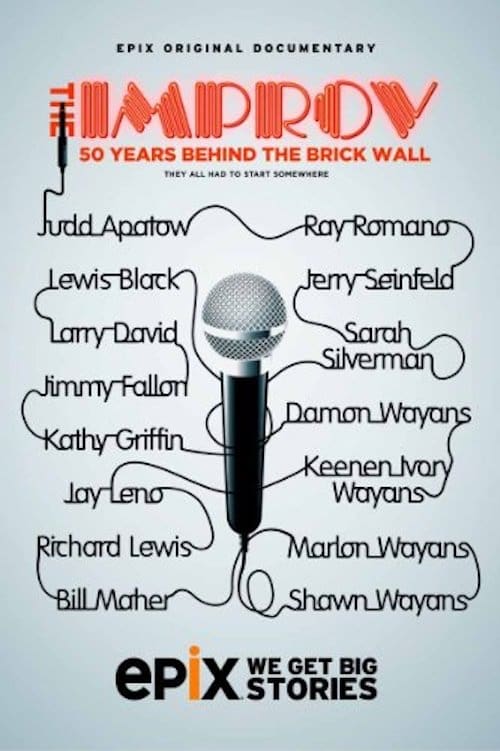 EPIX ORIGINAL DOCUMENTARY
THE IMPROV
50 YEARS BEHIND THE BRICK WALL
THEY ALL HAD TO START SOMEWHERE
Judd Apatow
Lewis Black
Larry David
Jimmy Fallon
Kathy Griffin
Jay Leno
Richard Lewis
Bill Maher
Ray Romano
Jerry Seinfeld
Sarah
Silverman
Damon Wayans
Keenen Ivory
Wayans
Marlon Wayans
Shawn Wayans
epix WE GET BIG
STORIES